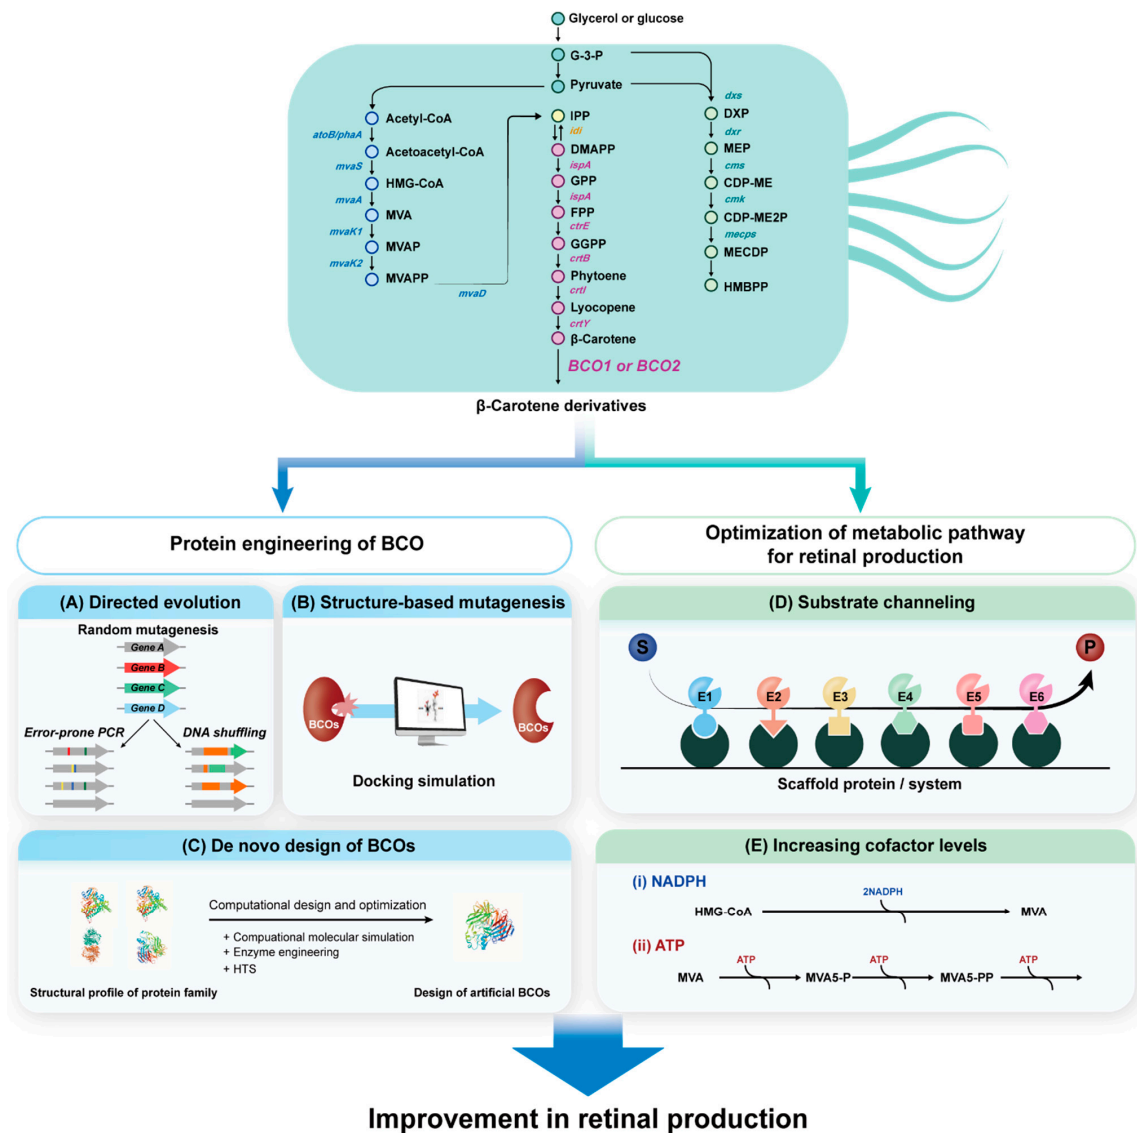 Glycerol or glucose
G-3-P
Pyruvate
Acetyl-CoA
atoB/phaA
Acetoacetyl-CoA
mvaS
HMG-CoA
mvaA
MVA
mvaK1
MVAP
mvaK2
MVAPP
mvaD
IPP
idi
DMAPP
ispA
GPP
ispA
FPP
ctrE
GGPP
crtB
Phytoene
crtI
Lyocopene
crtY
β-Carotene
BCO1 or BCO2
β-Carotene derivatives
dxs
DXP
dxr
MEP
cms
CDP-ME
cmk
CDP-ME2P
mecps
MECDP
HMBPP
Protein engineering of BCO
Optimization of metabolic pathway
for retinal production
(A) Directed evolution
Random mutagenesis
Gene A
Gene B
Gene C
Gene D
Error-prone PCR
DNA shuffling
(B) Structure-based mutagenesis
BCOs
BCOs
Docking simulation
(C) De novo design of BCOs
Computational design and optimization
+ Compuational molecular simulation
+ Enzyme engineering
+ HTS
Structural profile of protein family
Design of artificial BCOs
(D) Substrate channeling
S
P
E1
E2
E3
E4
E5
E6
Scaffold protein / system
(E) Increasing cofactor levels
(i) NADPH
2NADPH
HMG-CoA
MVA
(ii) ATP
ATP
ATP
ATP
MVA
MVA5-P
MVA5-PP
Improvement in retinal production